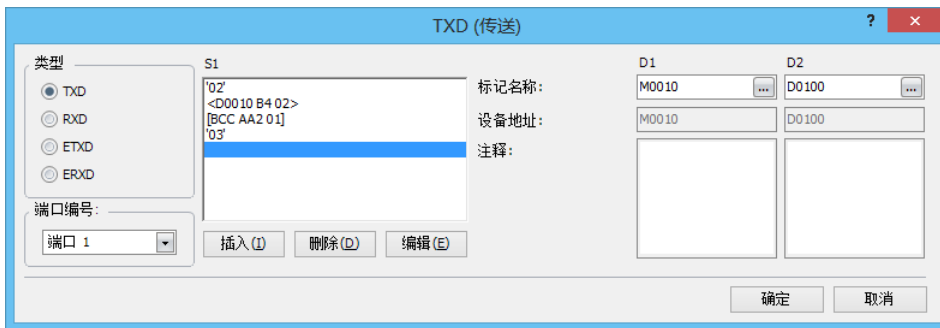 TXD (传送)
?
×
类型
TXD
RXD
ETXD
ERXD
端口编号:
端口 1
S1
'02'
<D0010 B4 02>
[BCC AA2 01]
'03'
插入(I)
删除(D)
编辑(E)
D1
D2
标记名称:
M0010
...
D0100
...
设备地址:
M0010
D0100
注释:
确定
取消